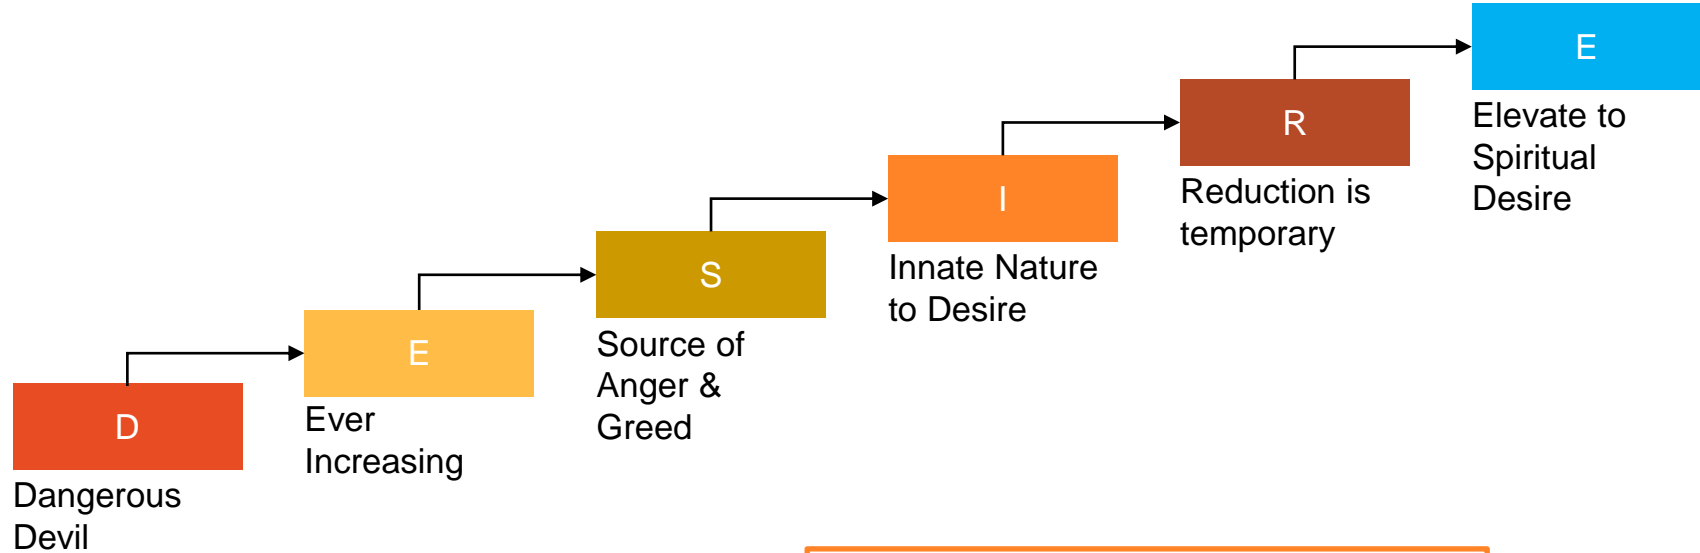 D
Dangerous
Devil
E
Ever
Increasing
S
Source of
Anger &
Greed
I
Innate Nature
to Desire
R
Reduction is
temporary
E
Elevate to
Spiritual
Desire